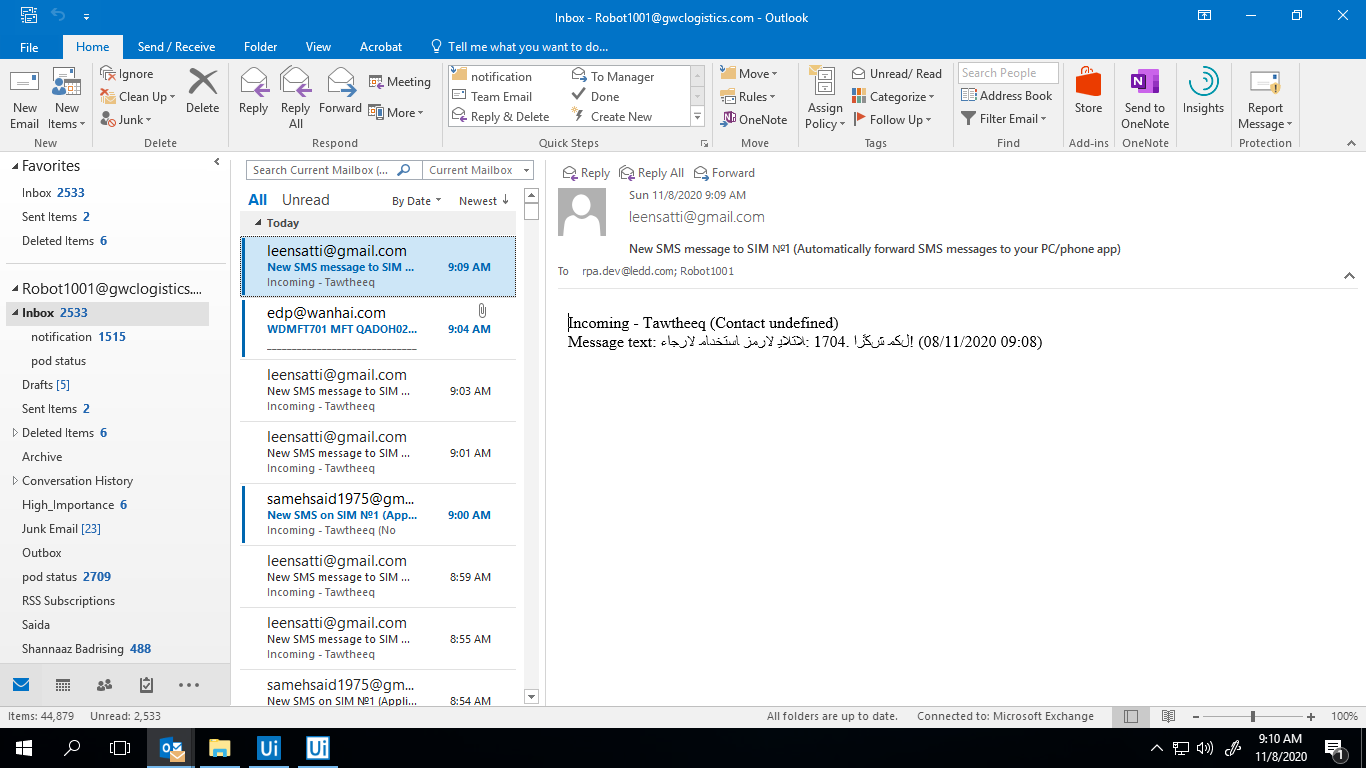 Inbox - Robot1001@gwclogistics.com - Outlook
File Home Send / Receive Folder View Acrobat Tell me what you want to do...
New Email
New Items
Ignore
Clean Up
Junk
Delete
Reply
Reply All
Forward
Meeting
More
notification
Team Email
Reply & Delete
To Manager
Done
Create New
Move
Rules
OneNote
Assign Policy
Unread/ Read
Categorize
Follow Up
Search People
Address Book
Filter Email
Store
Send to OneNote
Insights
Report Message
New Delete Respond Quick Steps Move Tags Find Add-ins OneNote Protection
Favorites
Inbox 2533
Sent Items 2
Deleted Items 6
Robot1001@gwclogistics....
Inbox 2533
notification 1515
pod status
Drafts [5]
Sent Items 2
Deleted Items 6
Archive
Conversation History
High_Importance 6
Junk Email [23]
Outbox
pod status 2709
RSS Subscriptions
Saida
Shannaaz Badrising 488
Search Current Mailbox (... Current Mailbox
All Unread By Date Newest
Today
leensatti@gmail.com
New SMS message to SIM ... 9:09 AM
Incoming - Tawtheeq
edp@wanhai.com
WDMFT701 MFT QADOH02... 9:04 AM
leensatti@gmail.com
New SMS message to SIM ... 9:03 AM
Incoming - Tawtheeq
leensatti@gmail.com
New SMS message to SIM ... 9:01 AM
Incoming - Tawtheeq
samehsaid1975@gm...
New SMS on SIM №1 (App... 9:00 AM
Incoming - Tawtheeq (No
leensatti@gmail.com
New SMS message to SIM ... 8:59 AM
Incoming - Tawtheeq
leensatti@gmail.com
New SMS message to SIM ... 8:55 AM
Incoming - Tawtheeq
samehsaid1975@gm...
New SMS on SIM №1 (Appli... 8:54 AM
Reply Reply All Forward
Sun 11/8/2020 9:09 AM
leensatti@gmail.com
New SMS message to SIM №1 (Automatically forward SMS messages to your PC/phone app)
To rpa.dev@ledd.com; Robot1001
Incoming - Tawtheeq (Contact undefined)
Message text: 1704. (08/11/2020 09:08)
Items: 44,879 Unread: 2,533 All folders are up to date. Connected to: Microsoft Exchange 100%
Ui Ui
9:10 AM
11/8/2020
1